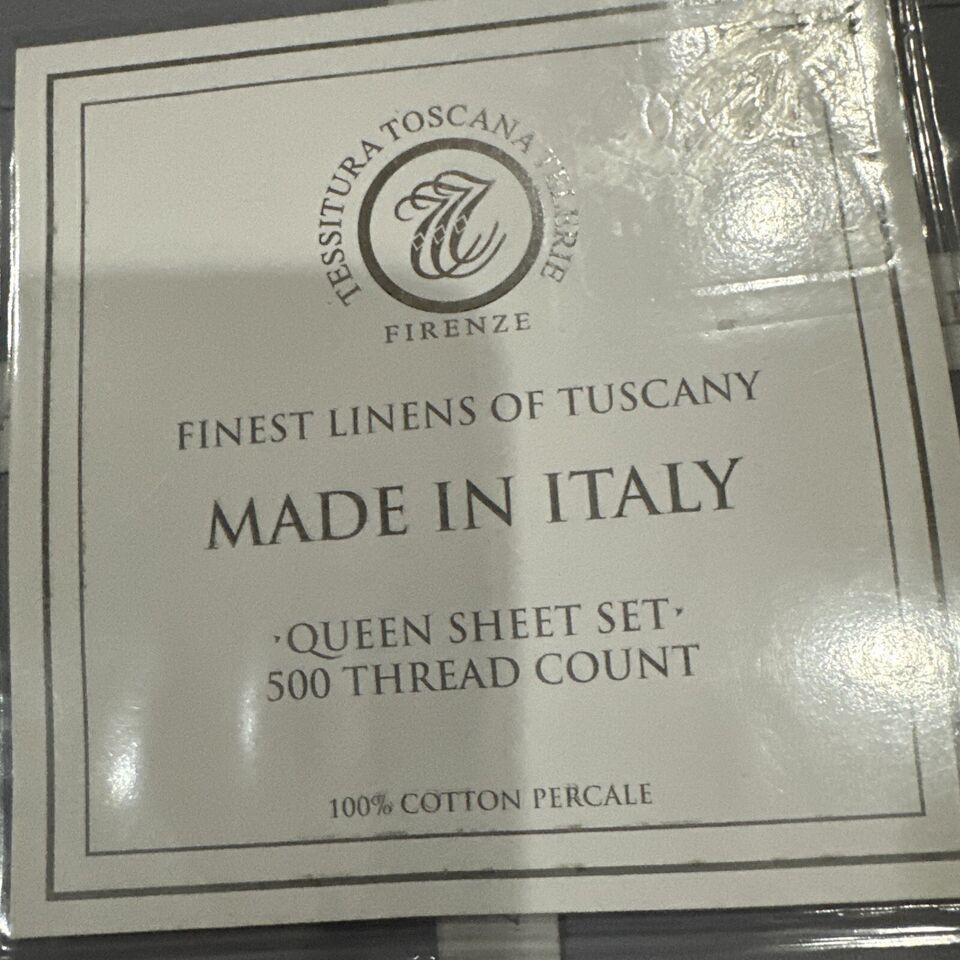 TESSITURA TOSCANA TELERIE
FIRENZE
FINEST LINENS OF TUSCANY
MADE IN ITALY
·QUEEN SHEET SET·
500 THREAD COUNT
100% COTTON PERCALE